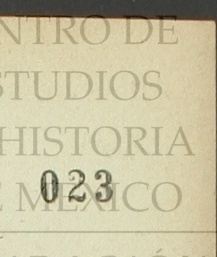 NTRO DE
STUDIOS
HISTORIA
023
E MEXICO